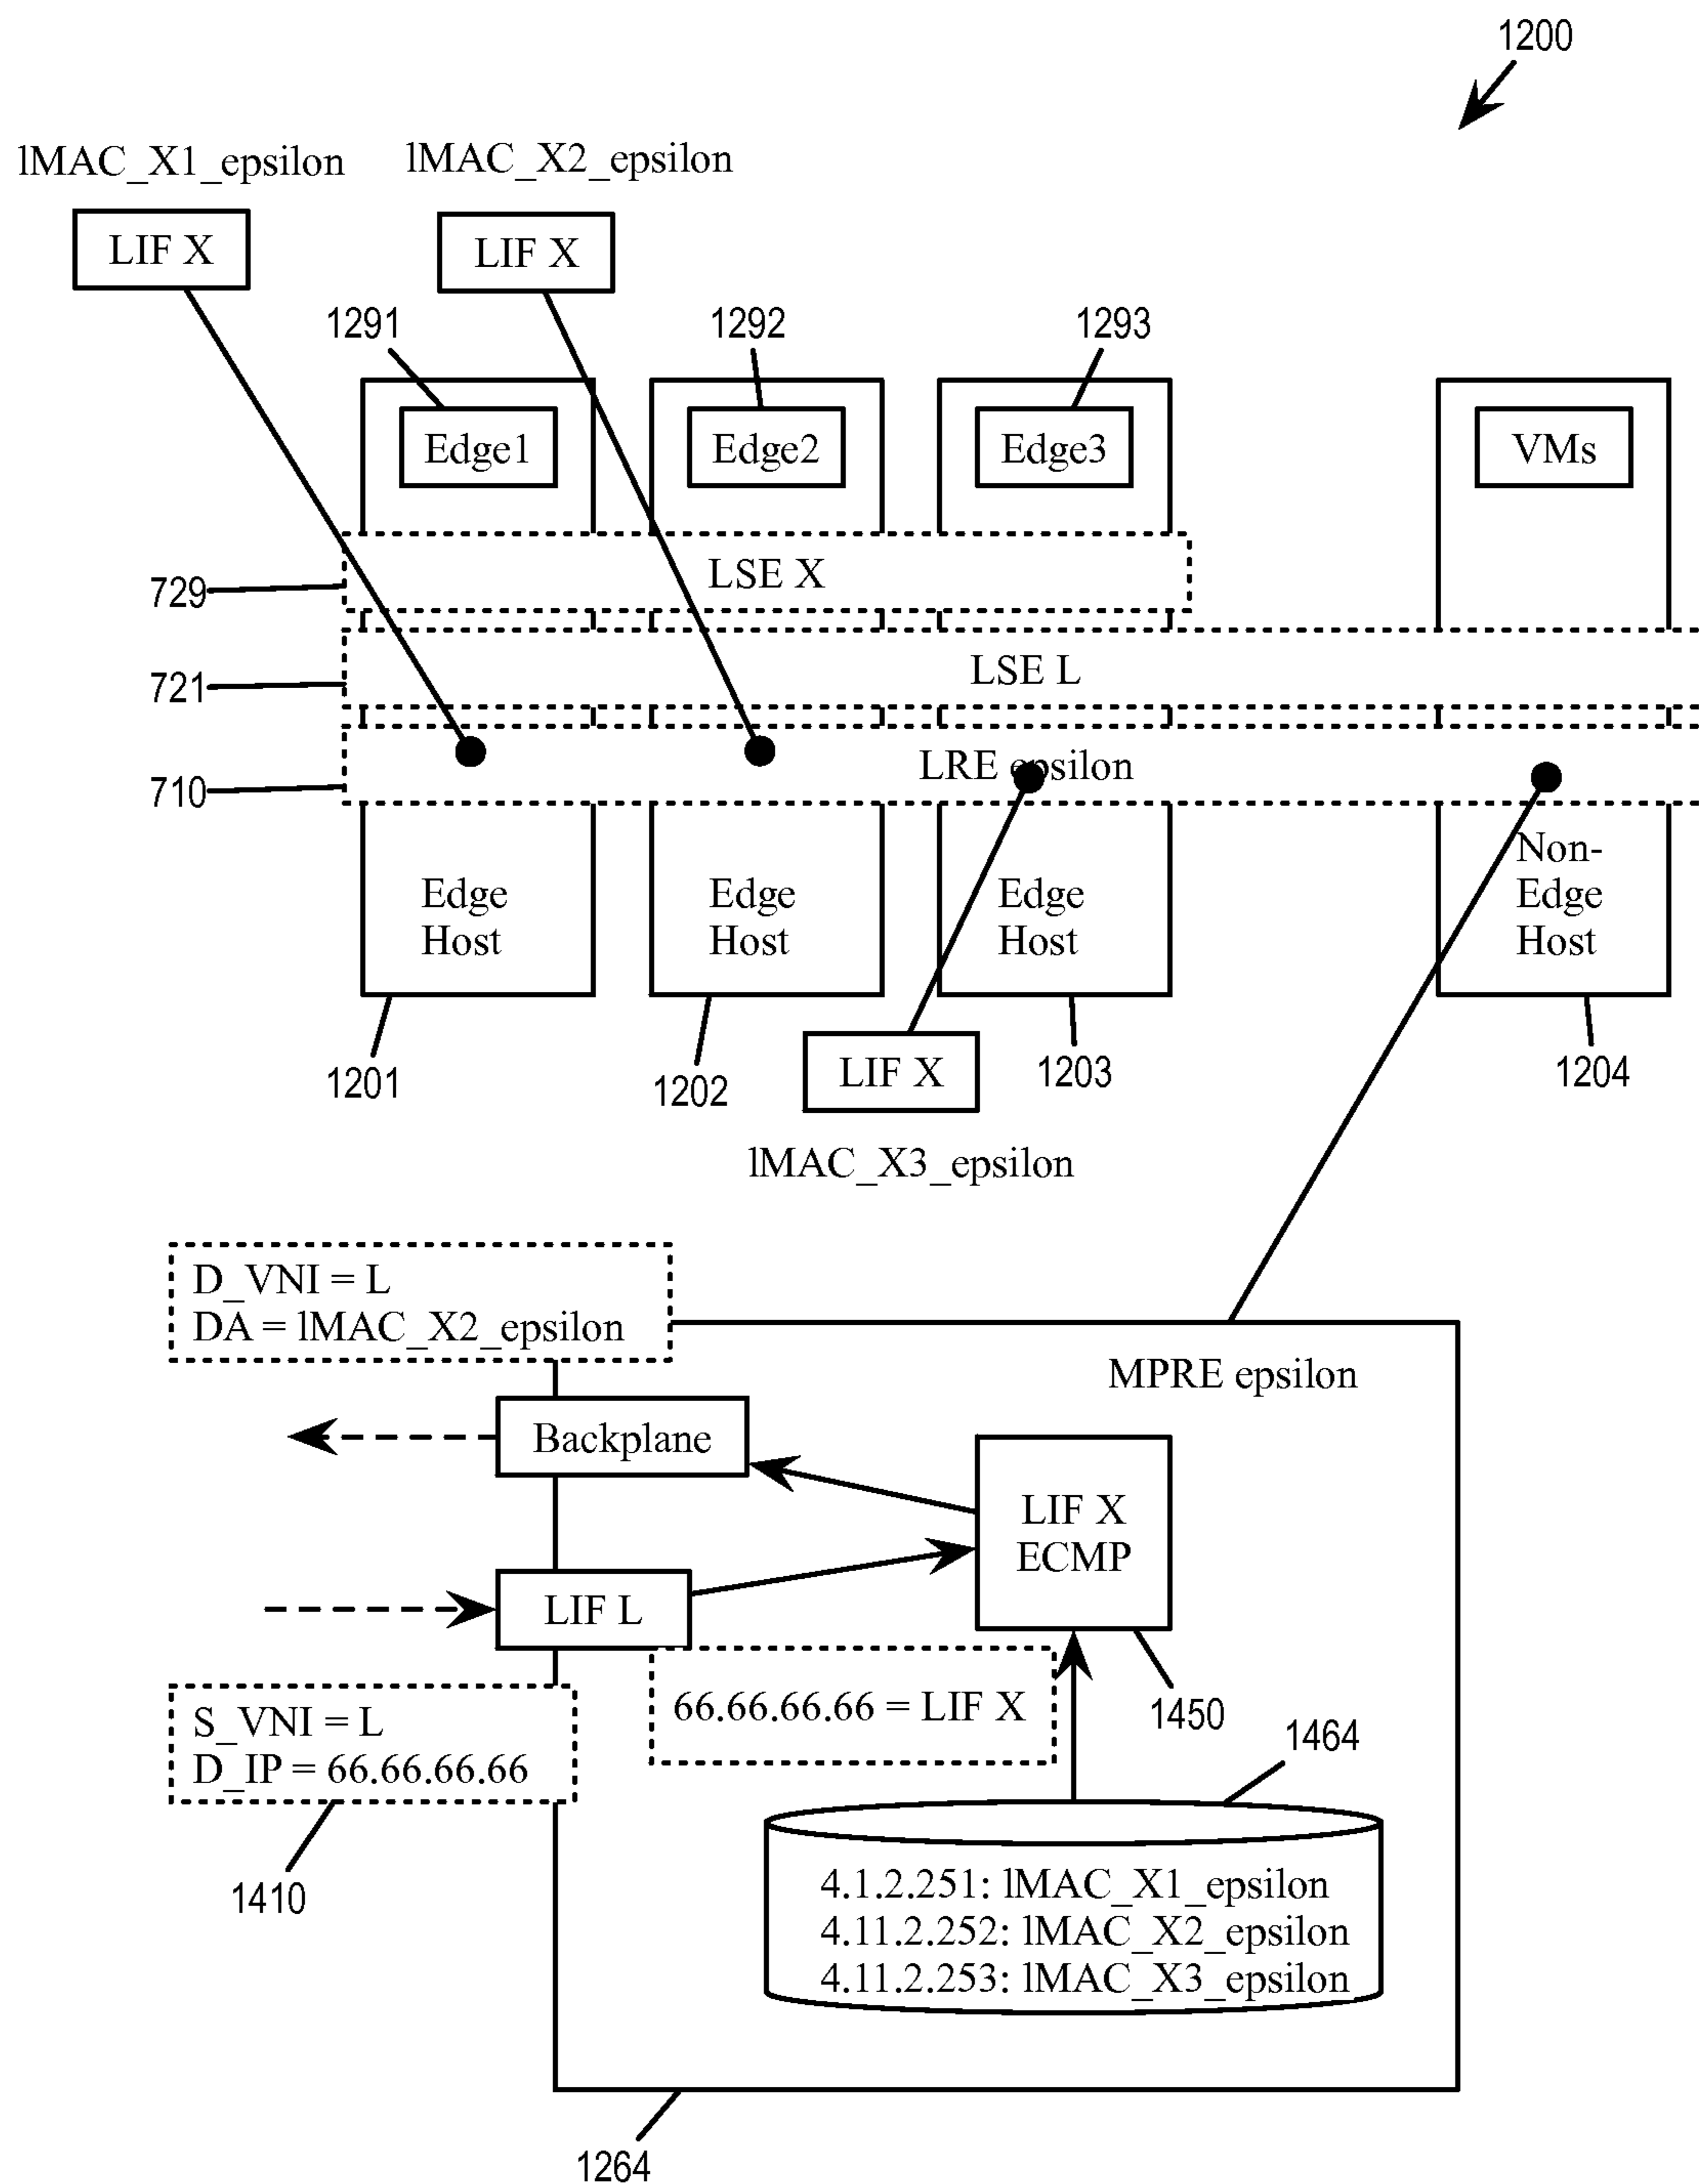 1200
lMAC_X1_epsilon
lMAC_X2_epsilon
LIF X
LIF X
1291
1292
1293
Edge1
Edge2
Edge3
VMs
LSE X
729
LSE L
721
LRE epsilon
710
Edge
Host
Edge
Host
Edge
Host
Non-
Edge
Host
1201
1202
LIF X
1203
1204
lMAC_X3_epsilon
D_VNI = L
DA = lMAC_X2_epsilon
MPRE epsilon
Backplane
LIF X
ECMP
LIF L
66.66.66.66 = LIF X
1450
S_VNI = L
D_IP = 66.66.66.66
1464
1410
4.1.2.251: lMAC_X1_epsilon
4.11.2.252: lMAC_X2_epsilon
4.11.2.253: lMAC_X3_epsilon
1264